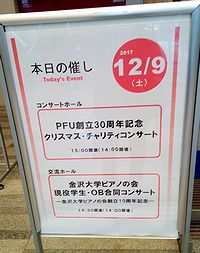 本日の催し
Today's Event
2017
12/9
(土)
コンサートホール
PFU創立30周年記念
クリスマス・チャリティコンサート
15:00開演(14:00開場)
交流ホール
金沢大学ピアノの会
現役学生・OB合同コンサート
―金沢大学ピアノの会創立10周年記念―
14:30開演(14:00開場)